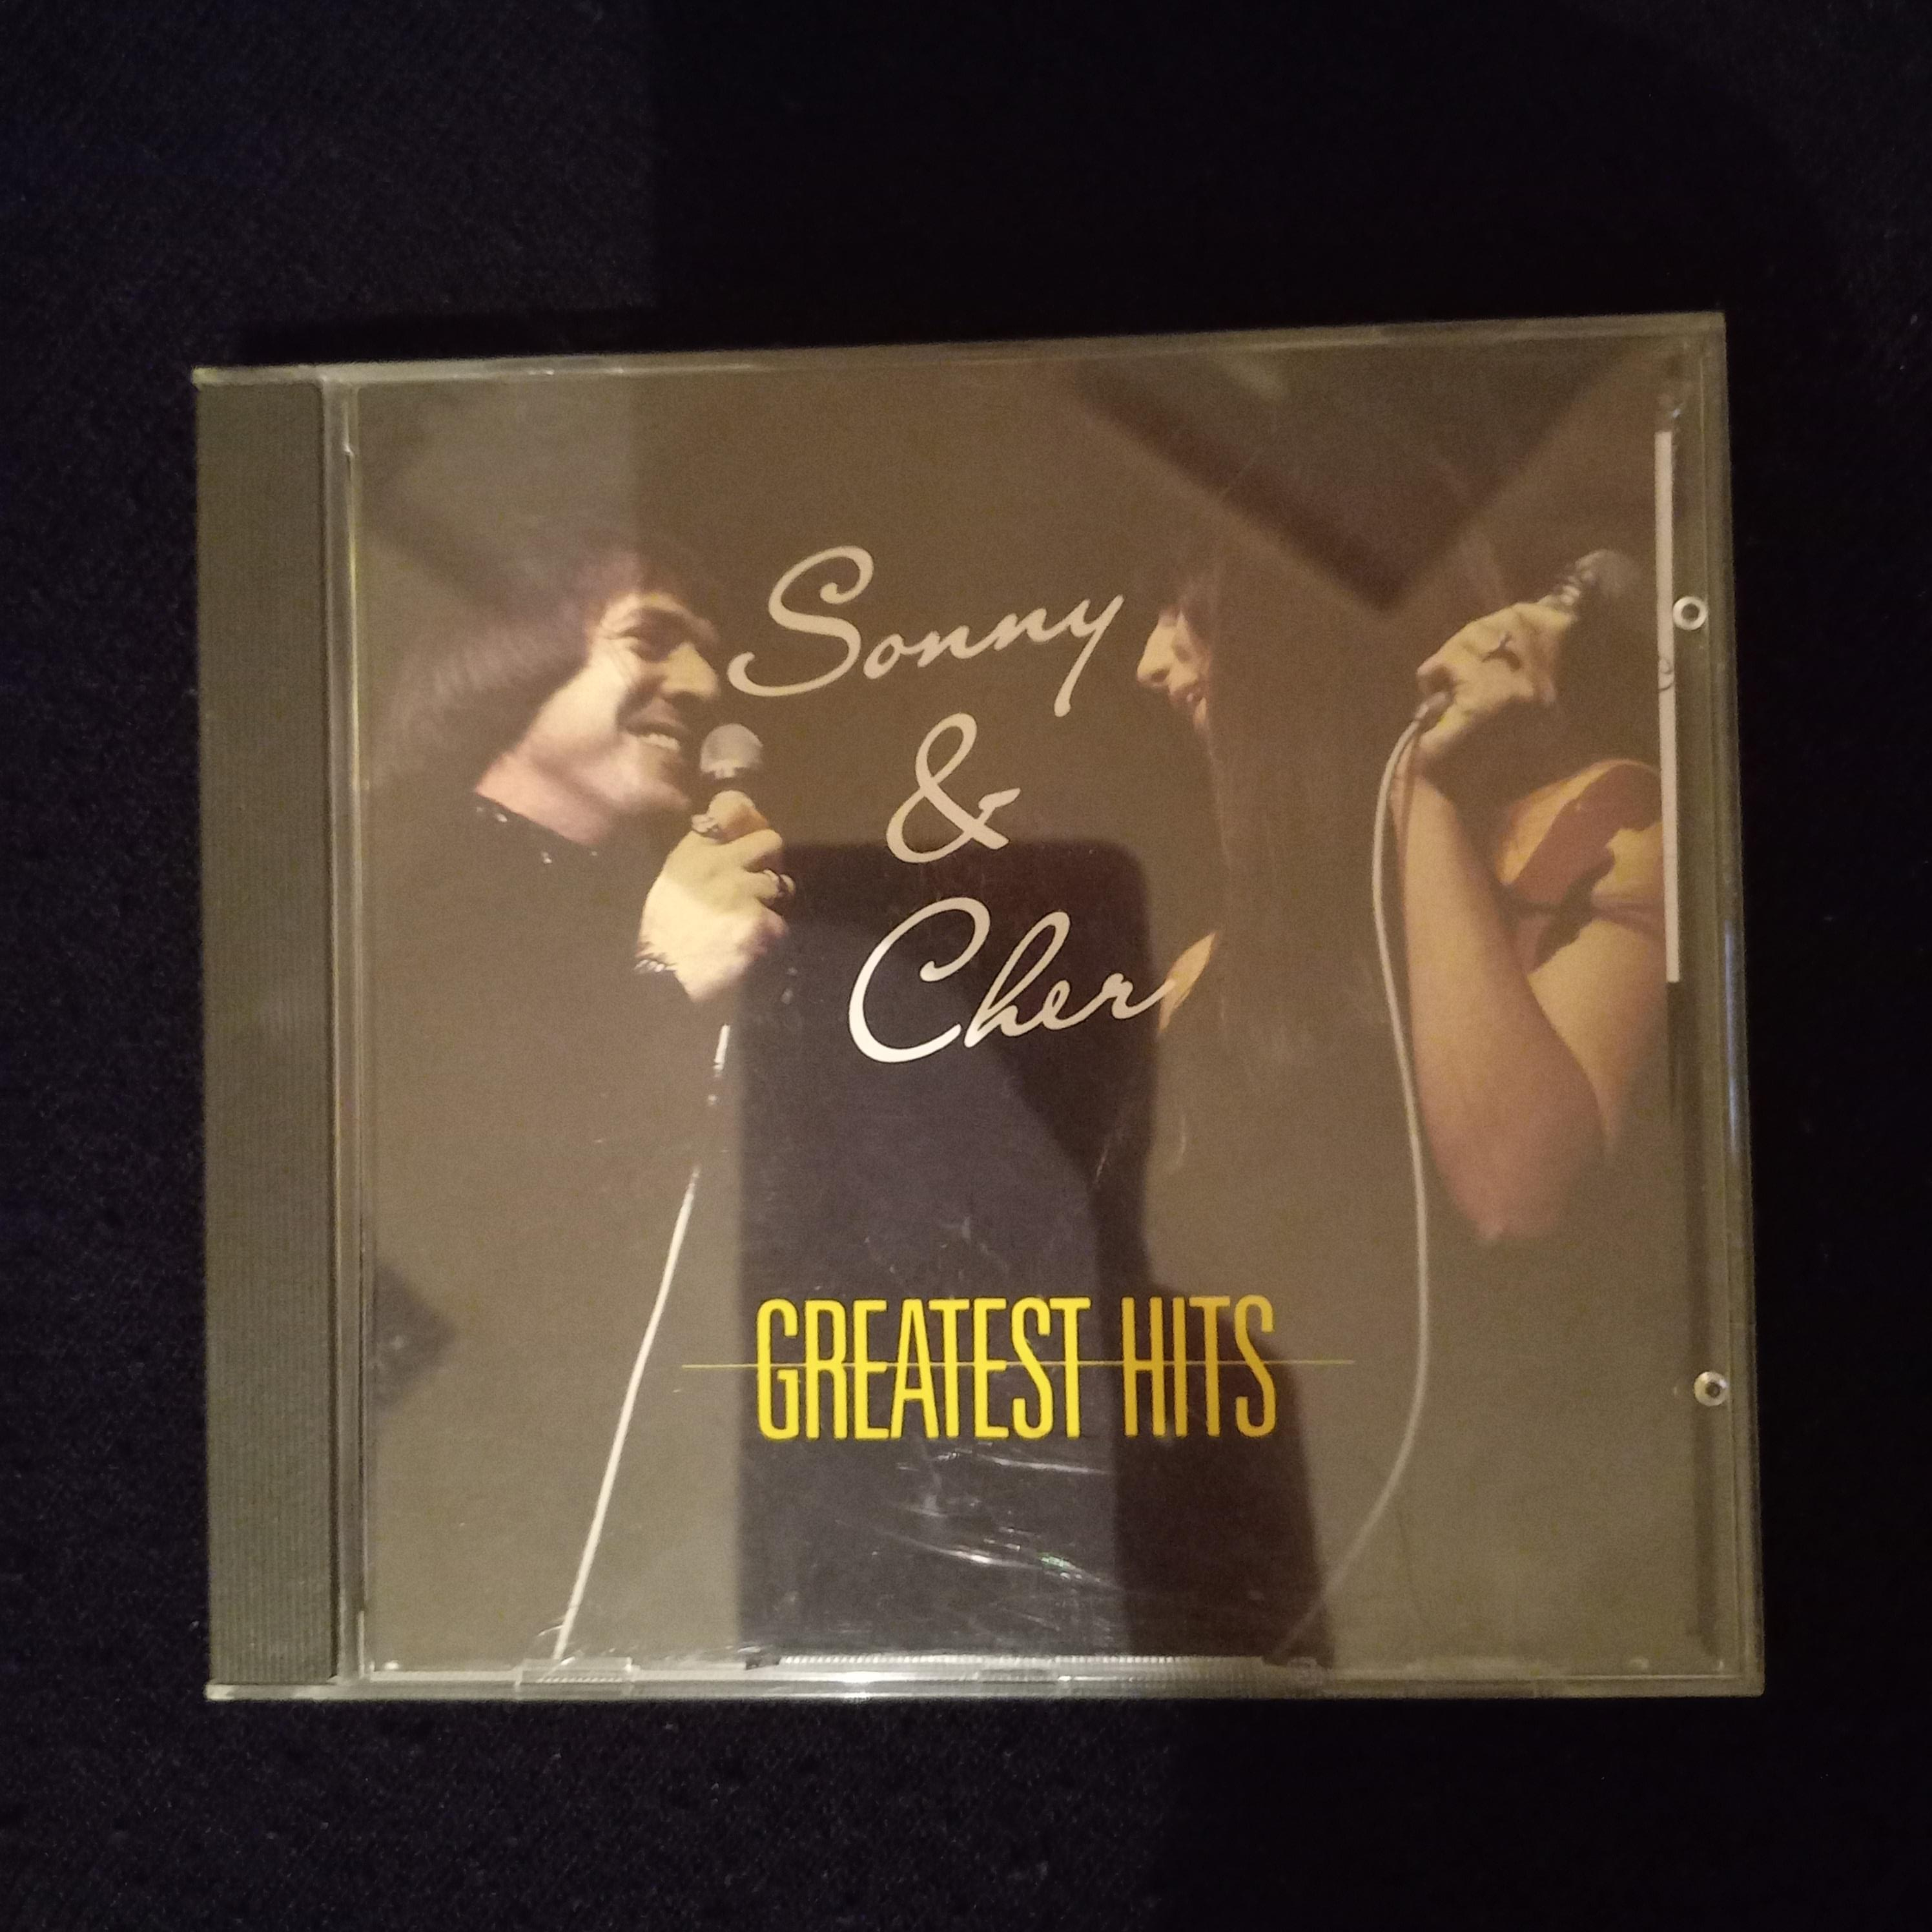 Sonny
&
Cher
GREATEST HITS